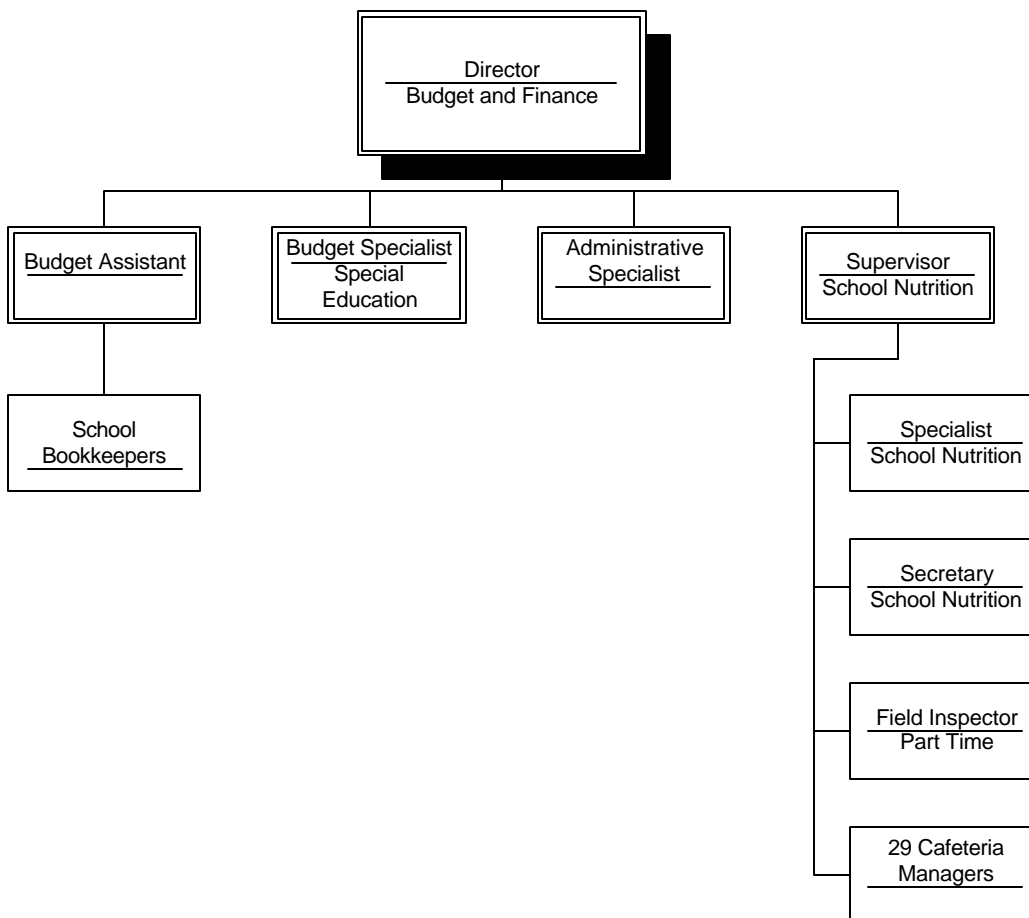 Director
Budget and Finance
Budget Assistant
Budget Specialist
Special
Education
Administrative
Specialist
Supervisor
School Nutrition
School
Bookkeepers
Specialist
School Nutrition
Secretary
School Nutrition
Field Inspector
Part Time
29 Cafeteria
Managers